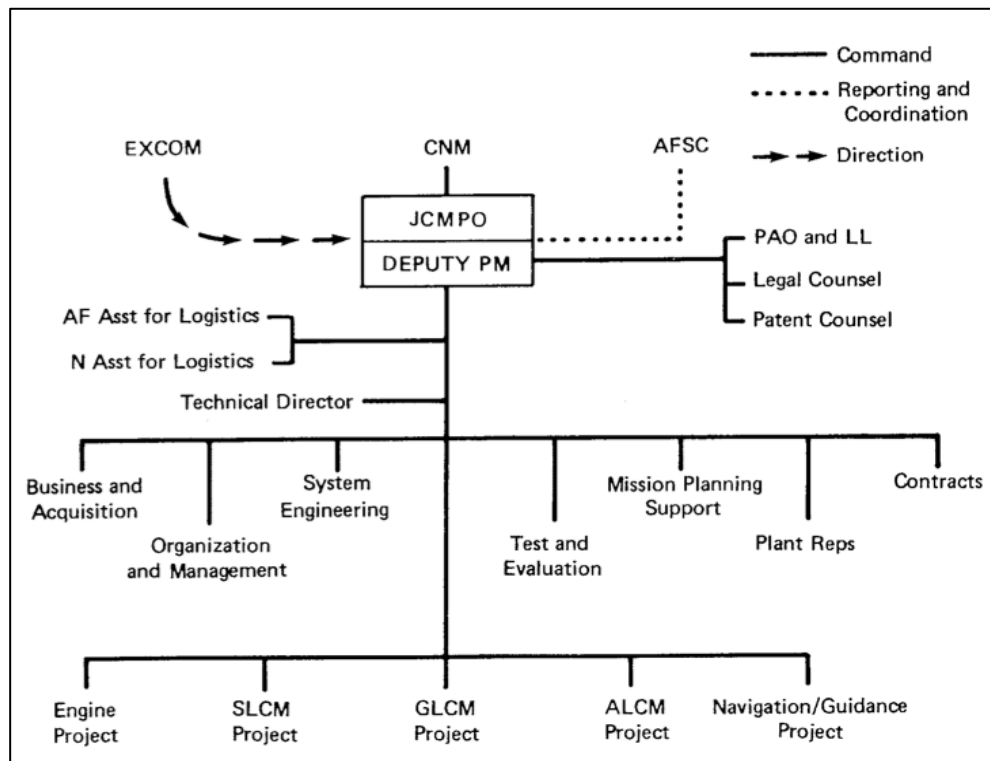 Command
Reporting and
Coordination
Direction
EXCOM
CNM
AFSC
JCMPO
DEPUTY PM
PAO and LL
Legal Counsel
Patent Counsel
AF Asst for Logistics
N Asst for Logistics
Technical Director
Business and
Acquisition
Organization
and Management
System
Engineering
Test and
Evaluation
Mission Planning
Support
Plant Reps
Contracts
Engine
Project
SLCM
Project
GLCM
Project
ALCM
Project
Navigation/Guidance
Project